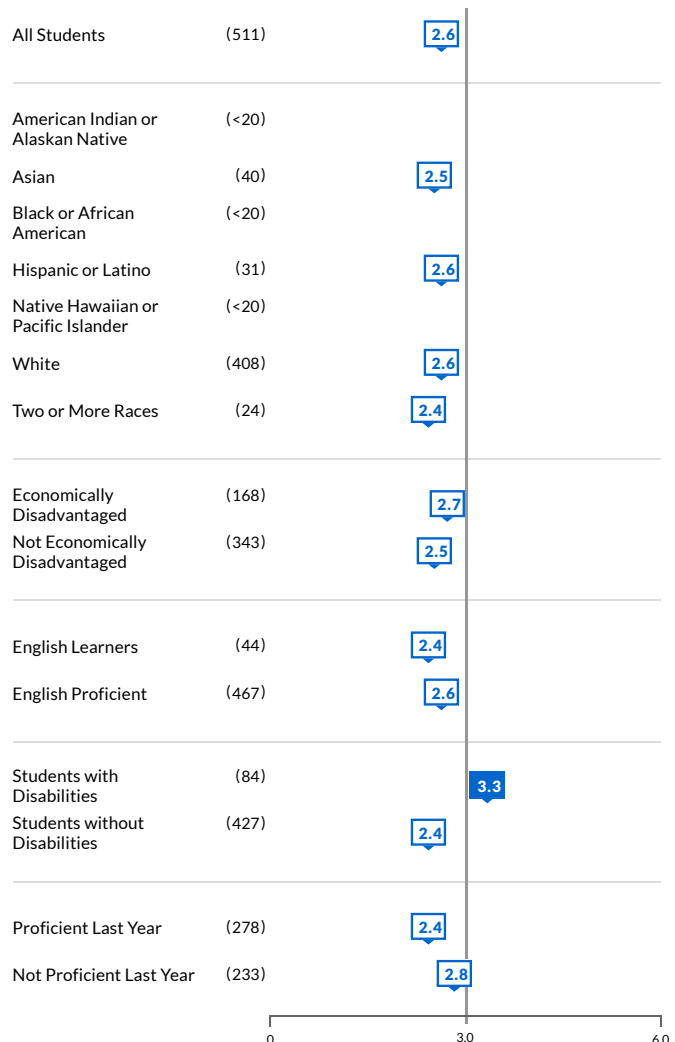 All Students (511) 2.6
American Indian or (<20)
Alaskan Native
Asian (40) 2.5
Black or African (<20)
American
Hispanic or Latino (31) 2.6
Native Hawaiian or (<20)
Pacific Islander
White (408) 2.6
Two or More Races (24) 2.4
Economically (168) 2.7
Disadvantaged
Not Economically (343) 2.5
Disadvantaged
English Learners (44) 2.4
English Proficient (467) 2.6
Students with (84) 3.3
Disabilities
Students without (427) 2.4
Disabilities
Proficient Last Year (278) 2.4
Not Proficient Last Year (233) 2.8
0 3.0 6.0